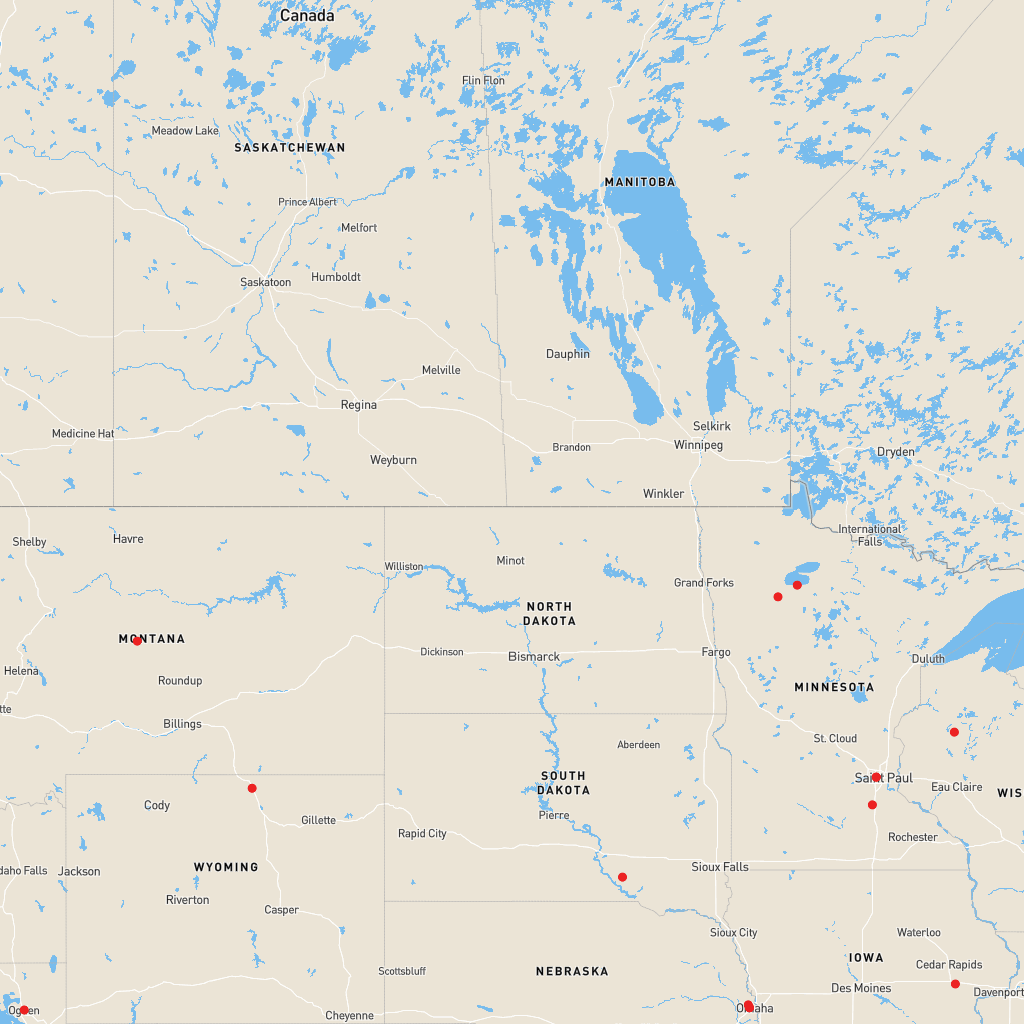 Canada
Flin Flon
Meadow Lake
SASKATCHEWAN
MANITOBA
Prince Albert
Melfort
Humboldt
Saskatoon
Dauphin
Melville
Regina
Selkirk
Medicine Hat
Winnipeg
Brandon
Dryden
Weyburn
Winkler
International
Falls
Shelby
Havre
Minot
Williston
Grand Forks
NORTH
DAKOTA
MONTANA
Dickinson
Bismarck
Fargo
Duluth
Helena
Roundup
MINNESOTA
tte
Billings
St. Cloud
Aberdeen
SOUTH
DAKOTA
Saint Paul
Eau Claire
WIS
Cody
Pierre
Gillette
Rapid City
Rochester
WYOMING
Sioux Falls
daho Falls
Jackson
Riverton
Casper
Sioux City
Waterloo
IOWA
Cedar Rapids
Scottsbluff
NEBRASKA
Des Moines
Davenport
Ogden
Omaha
Cheyenne